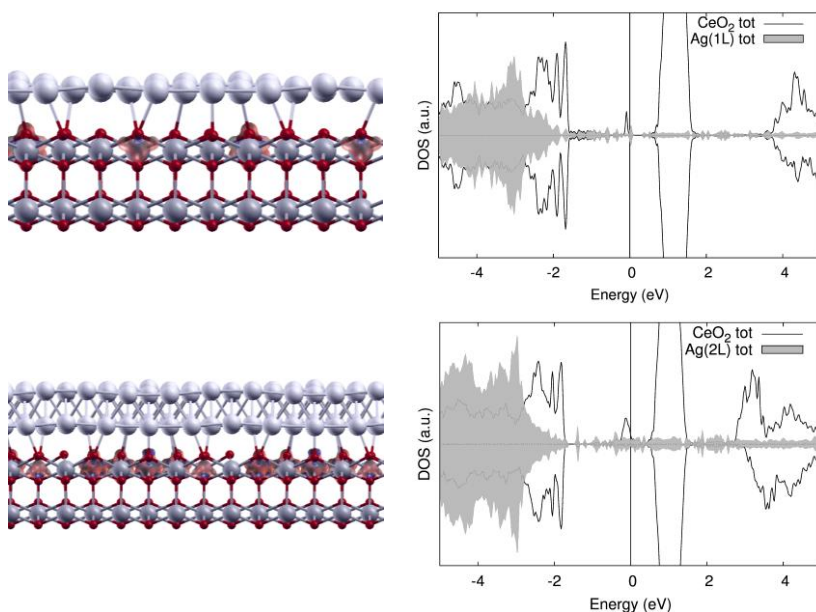 CeO₂ tot
Ag(1L) tot
DOS (a.u.)
-4 -2 0 2 4
Energy (eV)
CeO₂ tot
Ag(2L) tot
DOS (a.u.)
-4 -2 0 2 4
Energy (eV)